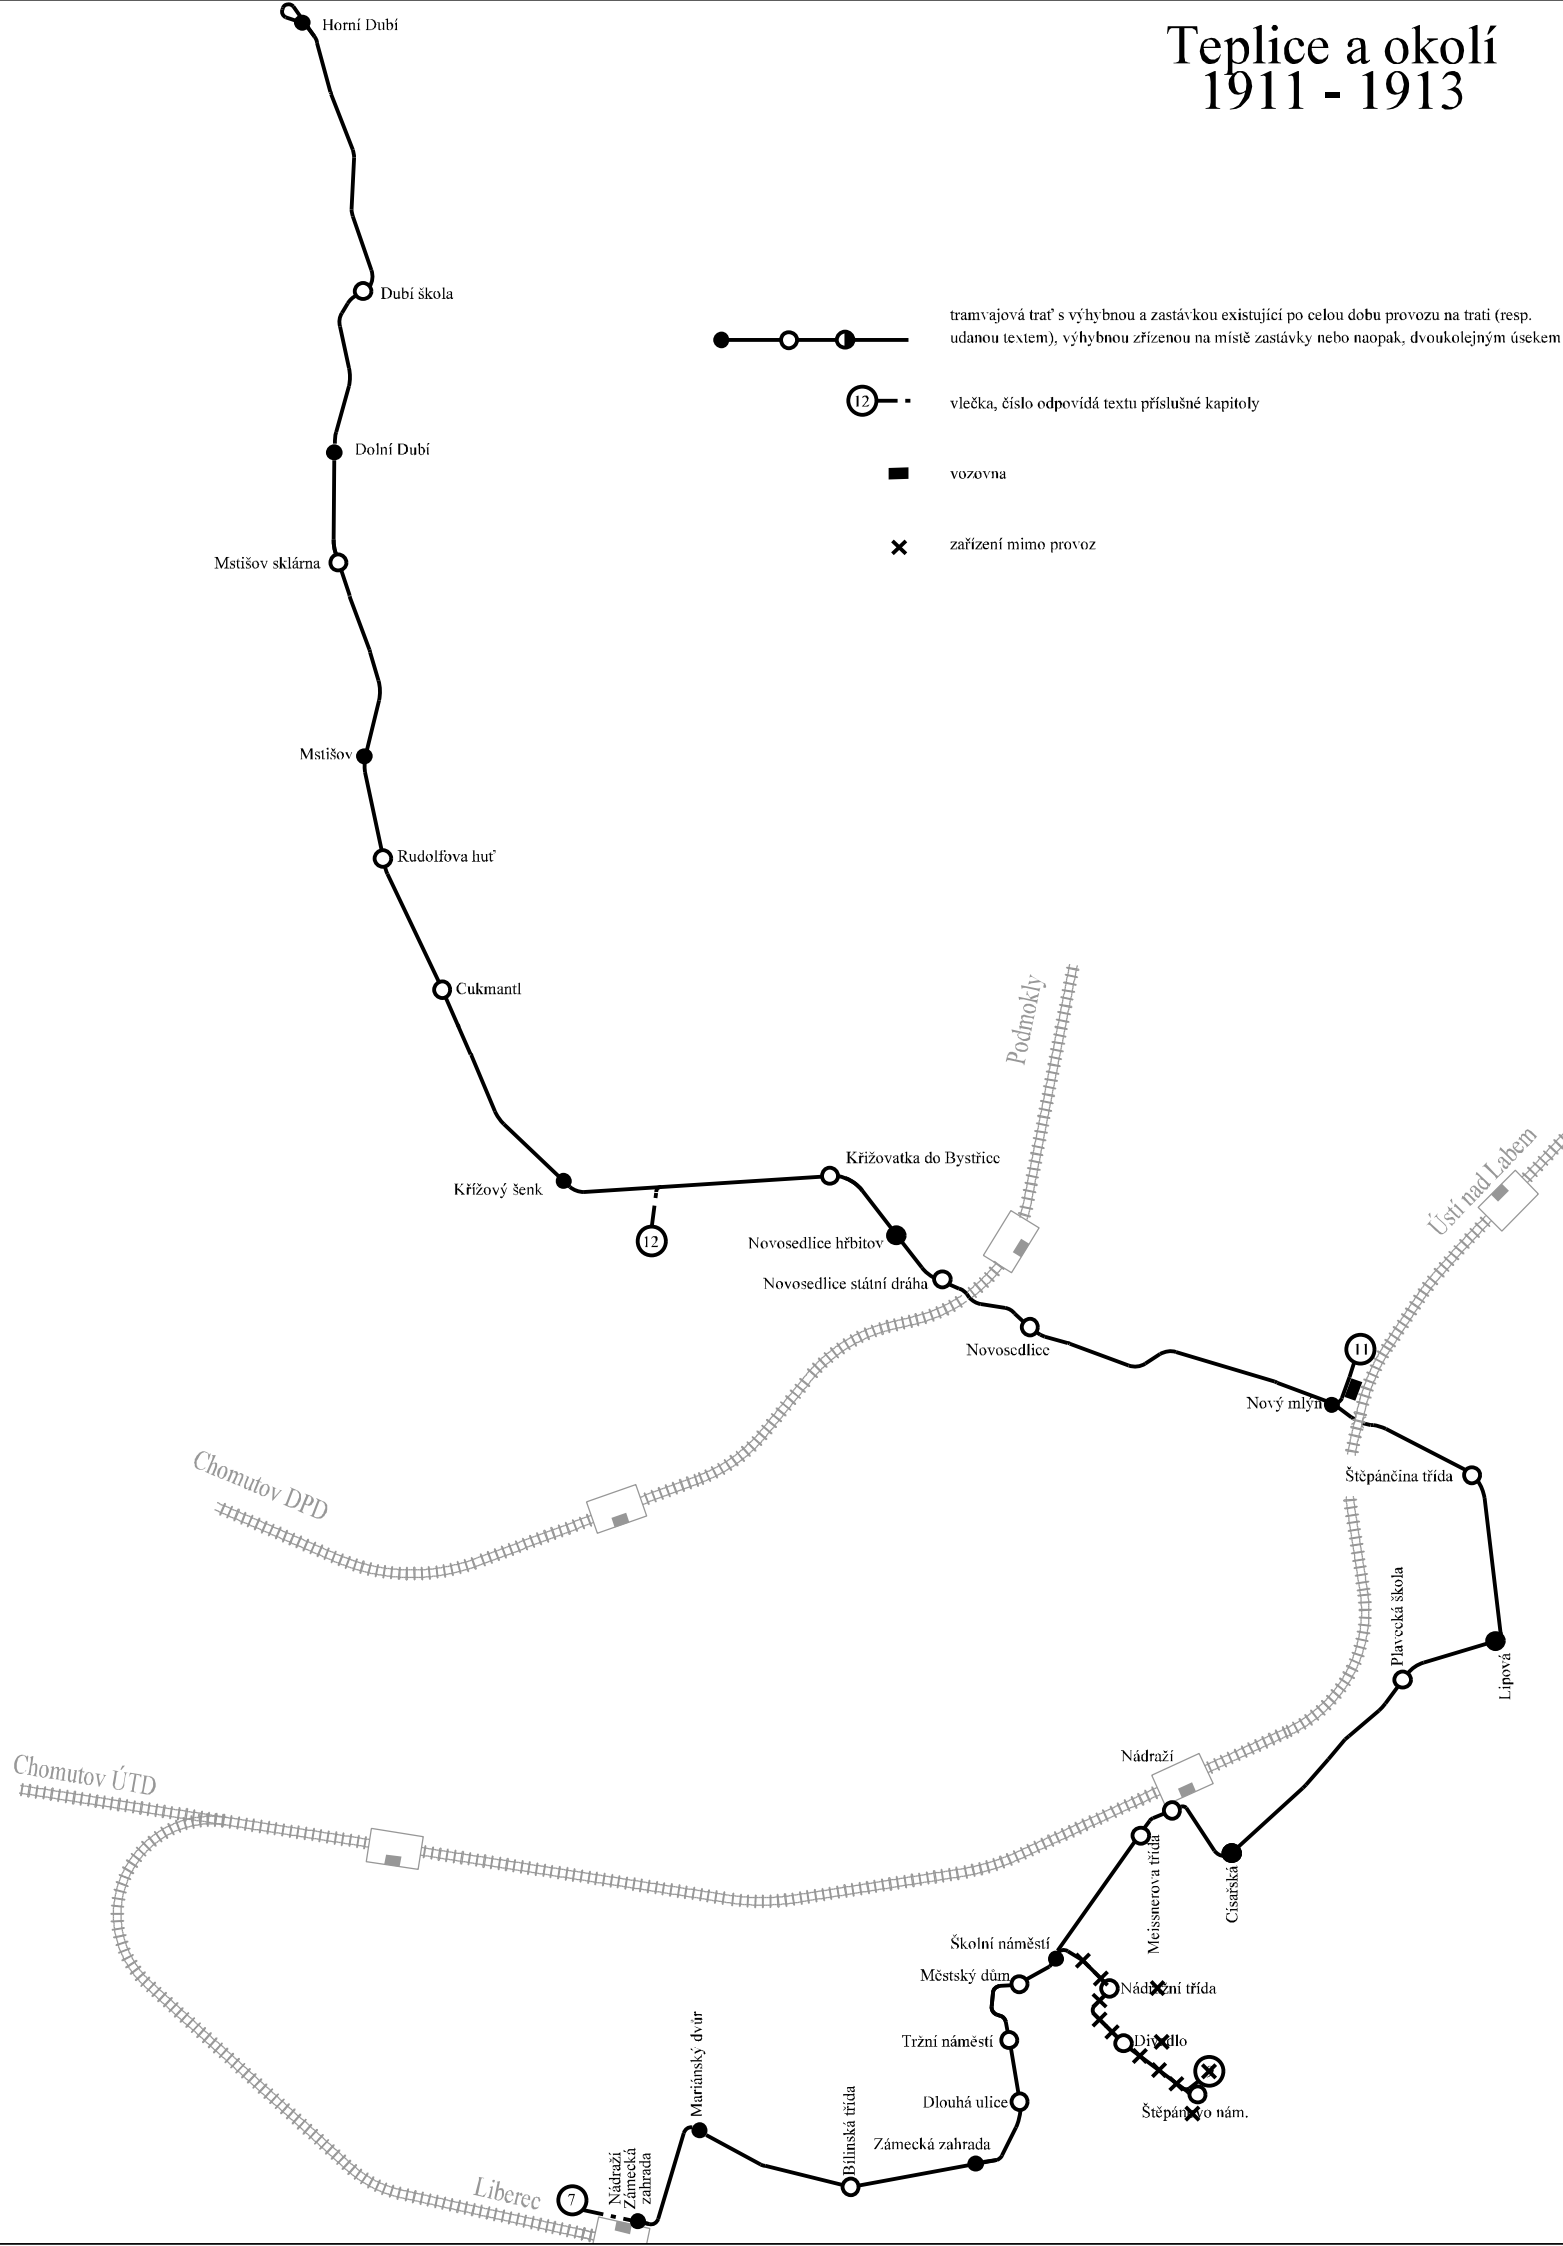 Teplice a okolí
1911 - 1913
Horní Dubí
Dubí škola
tramvajová trať s výhybnou a zastávkou existující po celou dobu provozu na trati (resp.
udanou textem), výhybnou zřízenou na místě zastávky nebo naopak, dvoukolejným úsekem
12
vlečka, číslo odpovídá textu příslušné kapitoly
Dolní Dubí
vozovna
zařízení mimo provoz
Mstišov sklárna
Mstišov
Rudolfova huť
Cukmantl
Podmokly
Ústí nad Labem
Křižovatka do Bystřice
Křížový šenk
12
Novosedlice hřbitov
Novosedlice státní dráha
Novosedlice
11
Nový mlýn
Štěpánčina třída
Chomutov DPD
Plavecká škola
Lipová
Nádraží
Chomutov ÚTD
Meissnerova třída
Císařská
Školní náměstí
Městský dům
Nádražní třída
Tržní náměstí
Divadlo
Dlouhá ulice
Štěpánovo nám.
Mariánský dvůr
Bílinská třída
Zámecká zahrada
Nádraží
Zámecká
zahrada
Liberec
7